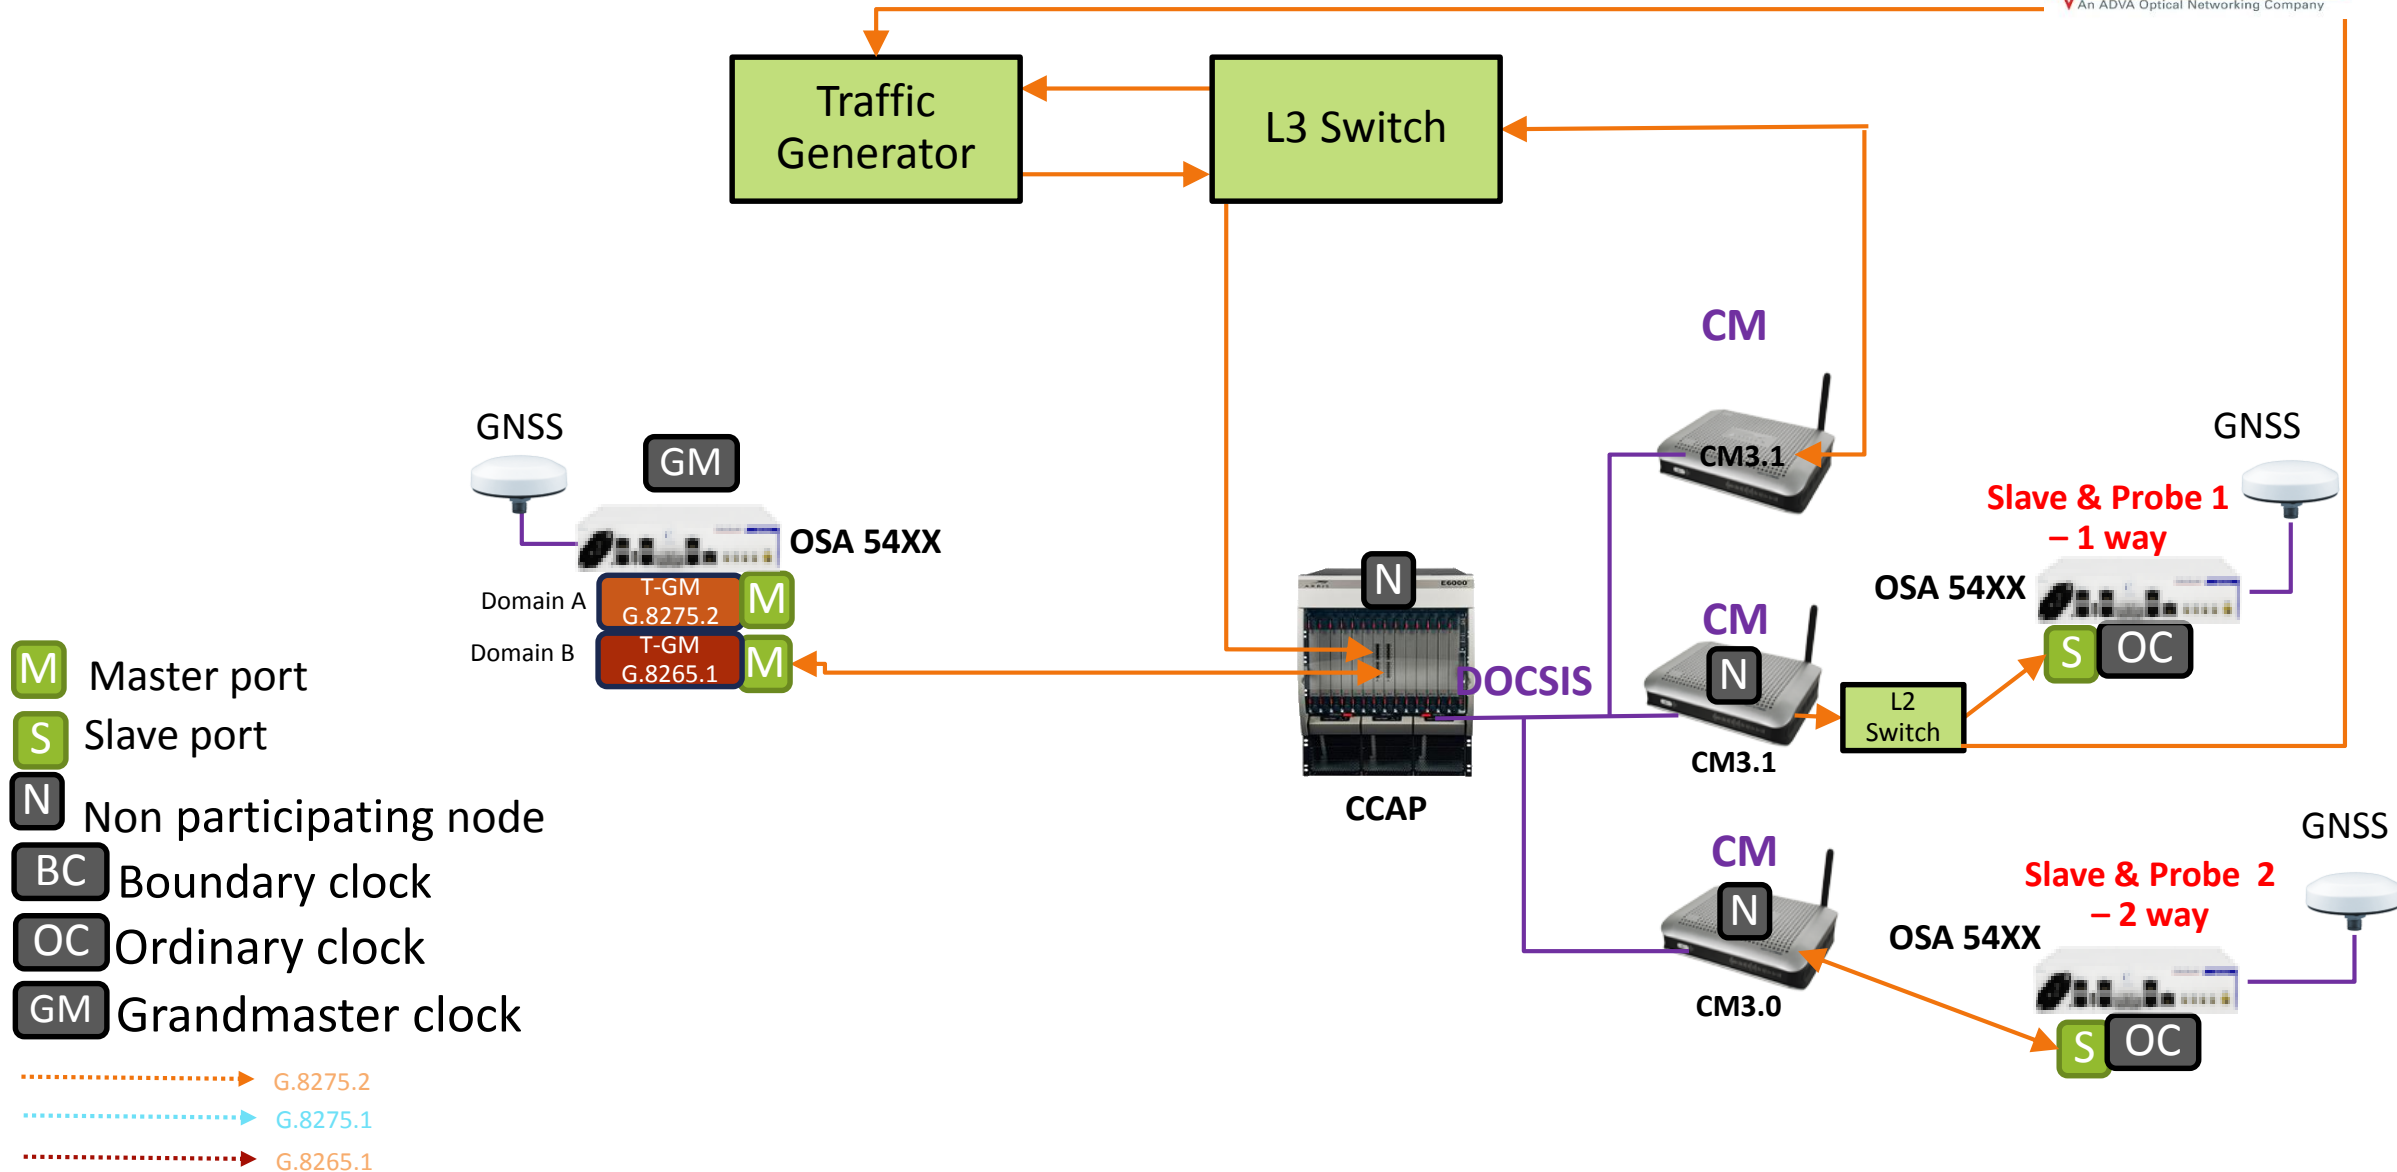 An ADVA Optical Networking Company
Traffic
Generator
L3 Switch
CM
GNSS
GM
CM3.1
GNSS
Slave & Probe 1
– 1 way
OSA 54XX
N
E6000
OSA 54XX
Domain A
T-GM
G.8275.2
M
CM
S
OC
Domain B
T-GM
G.8265.1
M
DOCSIS
N
L2
Switch
CM3.1
M Master port
S Slave port
N Non participating node
BC Boundary clock
OC Ordinary clock
GM Grandmaster clock
CCAP
CM
N
GNSS
Slave & Probe 2
– 2 way
OSA 54XX
CM3.0
S
OC
G.8275.2
G.8275.1
G.8265.1